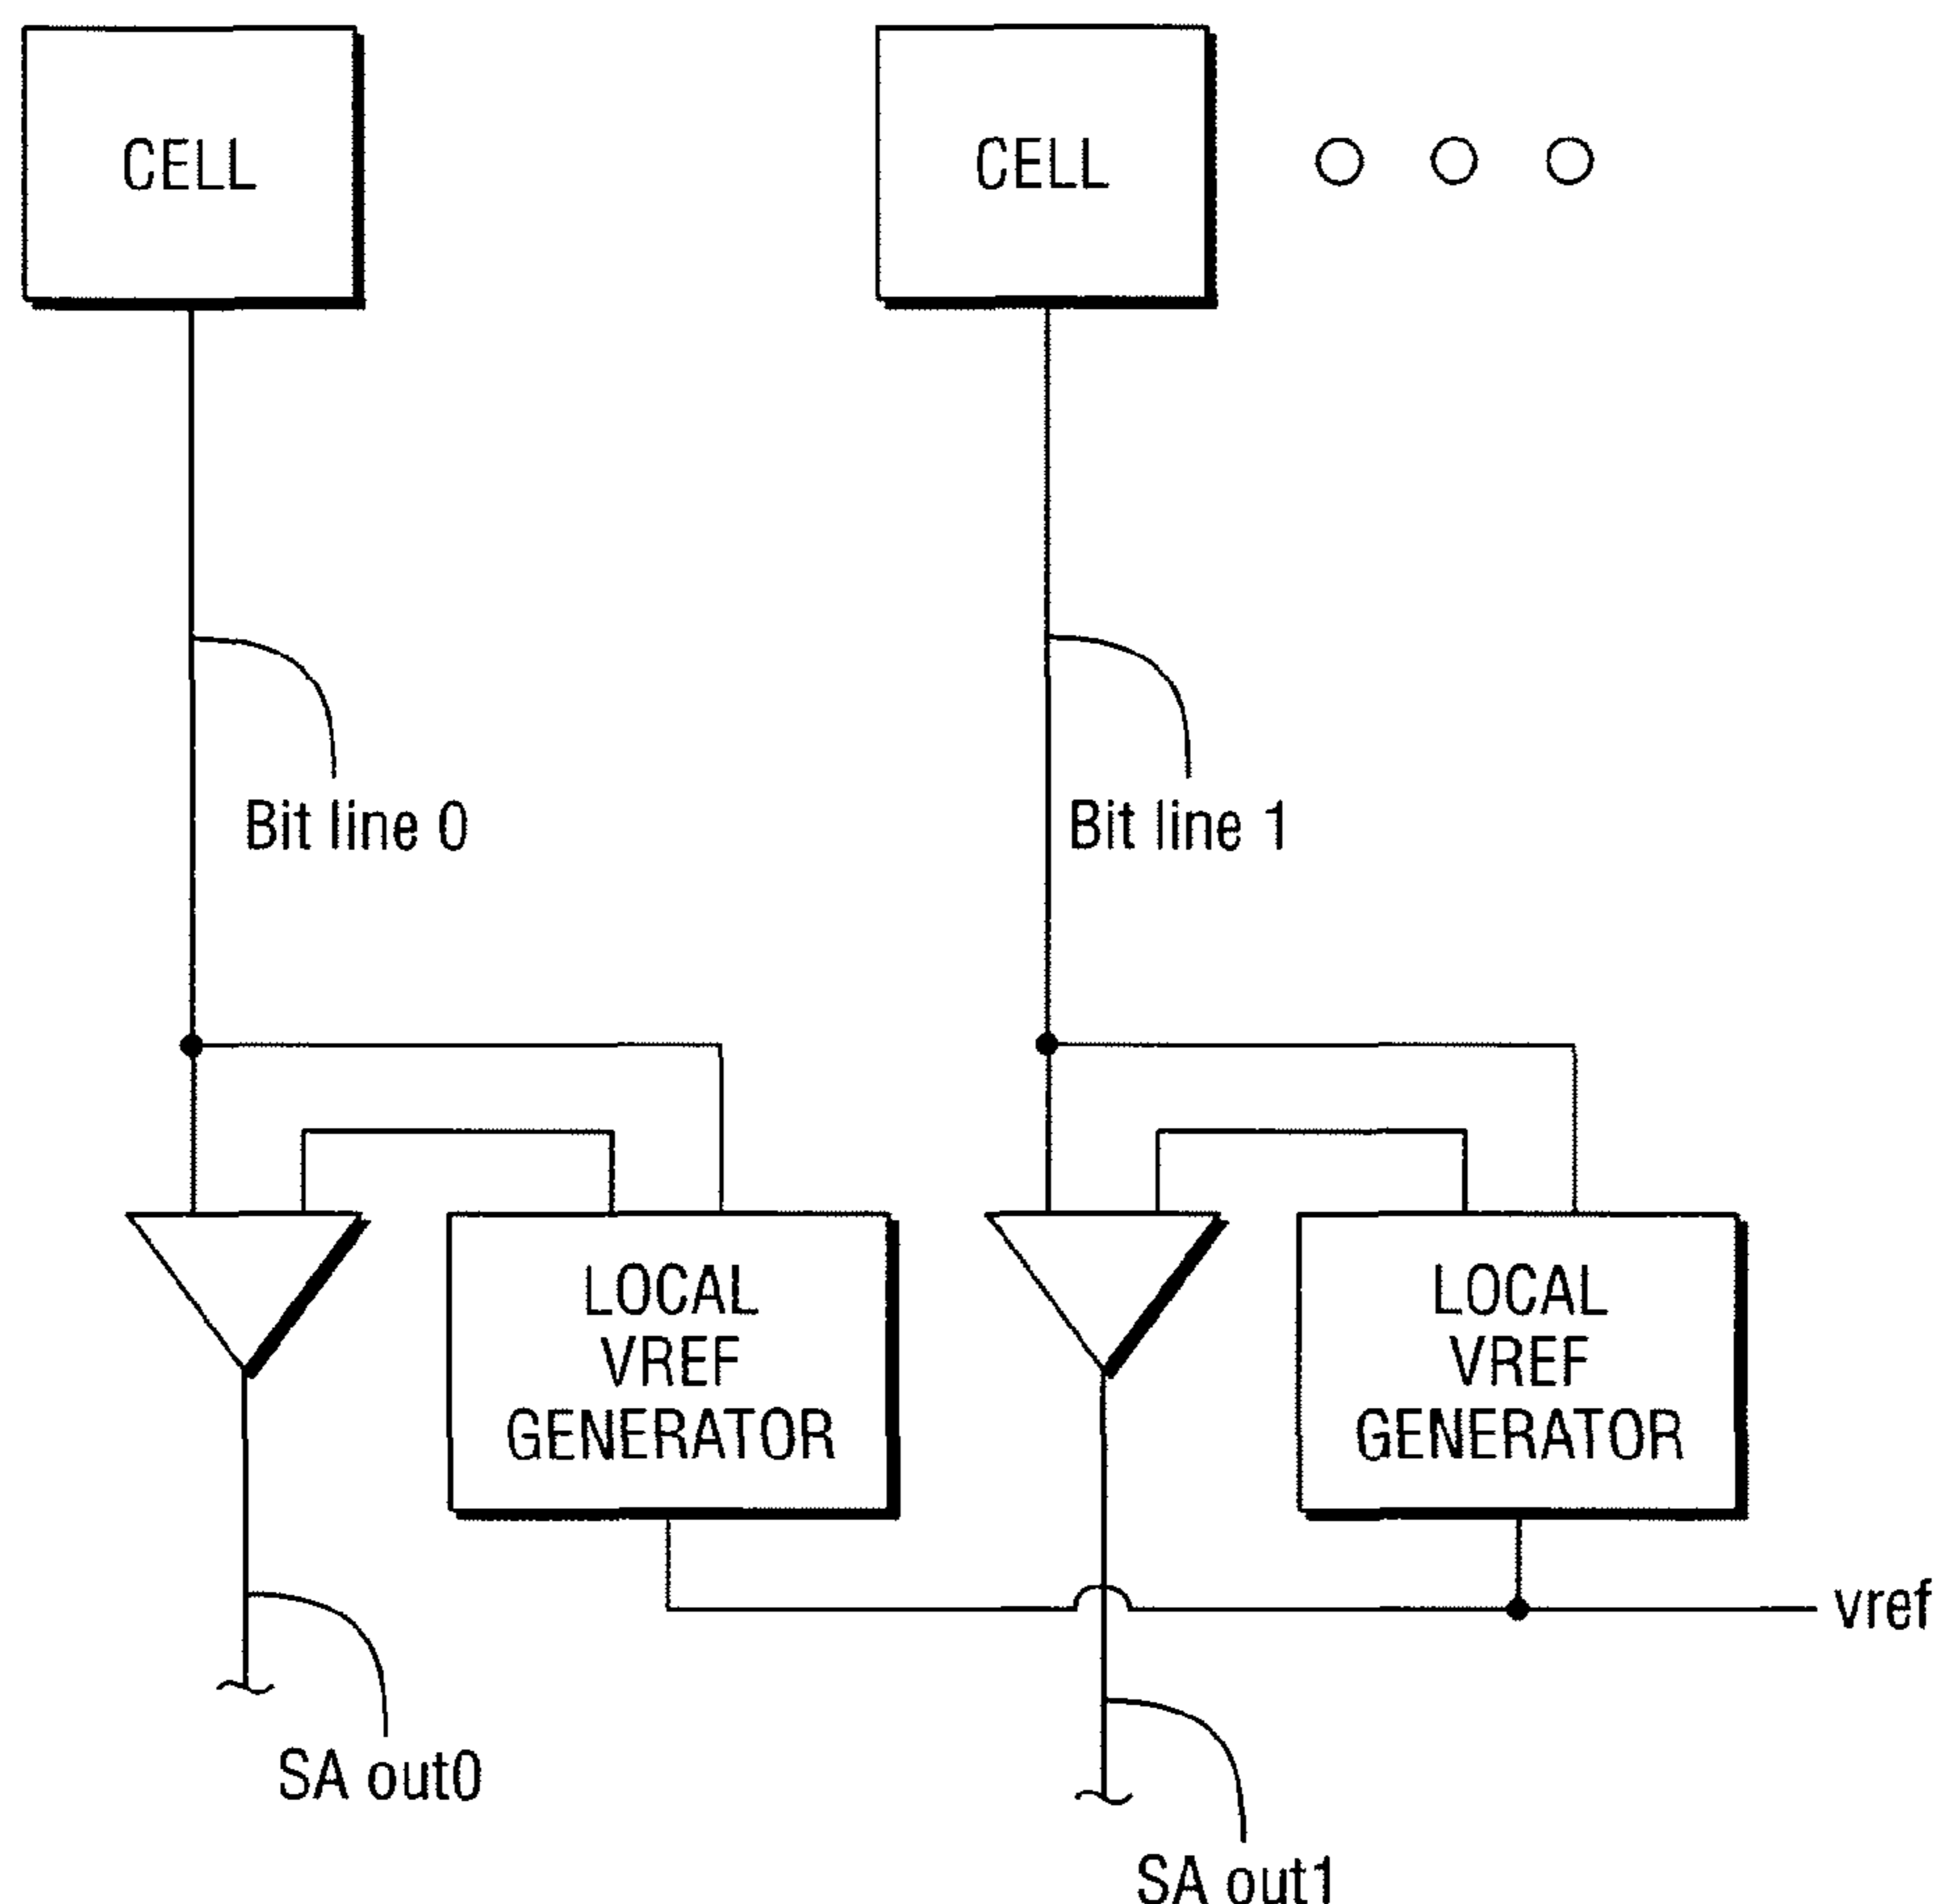 CELL
CELL
Bit line 0
Bit line 1
LOCAL
VREF
GENERATOR
LOCAL
VREF
GENERATOR
vref
SA out0
SA out1